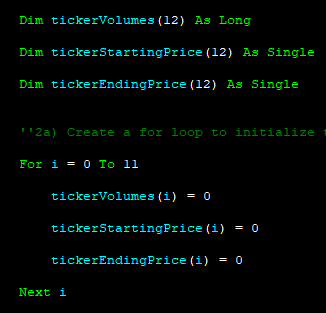 Dim tickerVolumes(12) As Long
Dim tickerStartingPrice(12) As Single
Dim tickerEndingPrice(12) As Single
''2a) Create a for loop to initialize
For i = 0 To 11
tickerVolumes(i) = 0
tickerStartingPrice(i) = 0
tickerEndingPrice(i) = 0
Next i